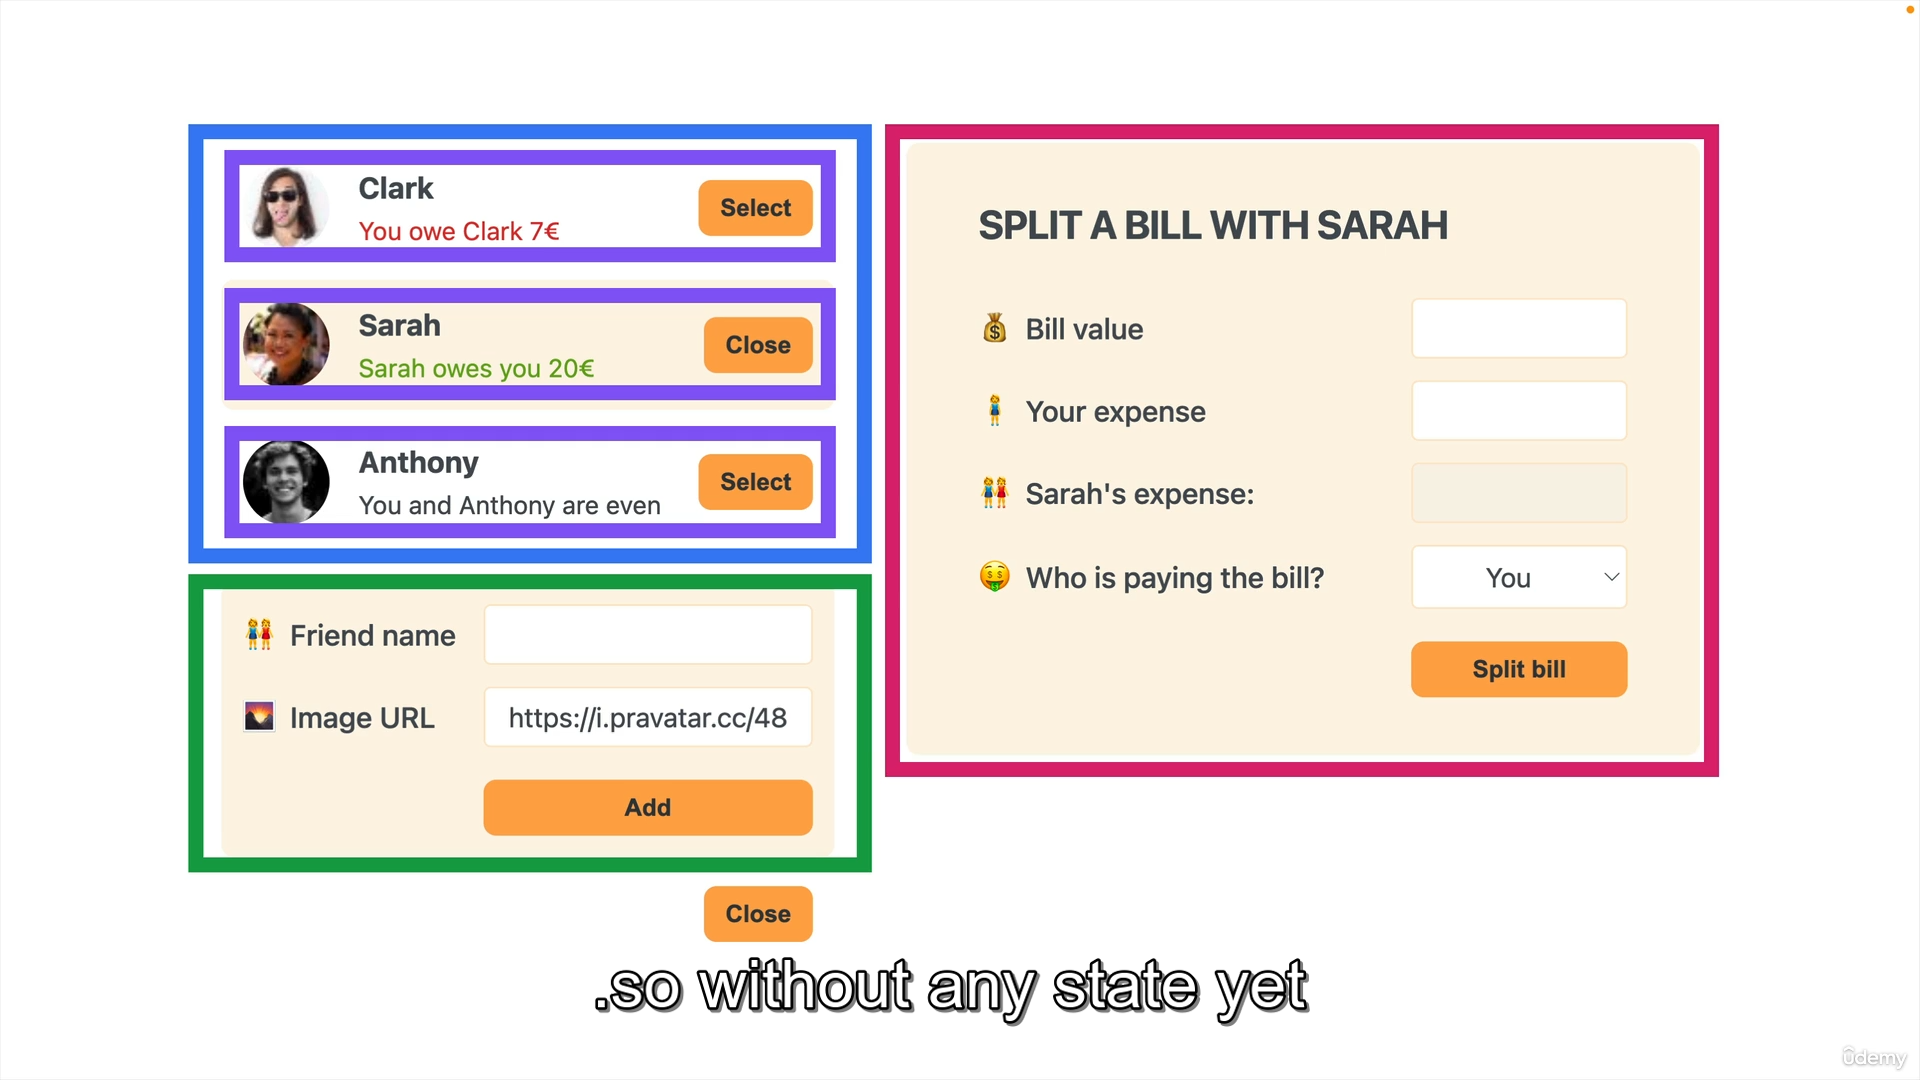 Clark
You owe Clark 7€
Select
Sarah
Sarah owes you 20€
Close
Anthony
You and Anthony are even
Select
Friend name
Image URL
https://i.pravatar.cc/48
Add
Close
SPLIT A BILL WITH SARAH
Bill value
Your expense
Sarah's expense:
Who is paying the bill?
You
Split bill
.so without any state yet
ûdemy